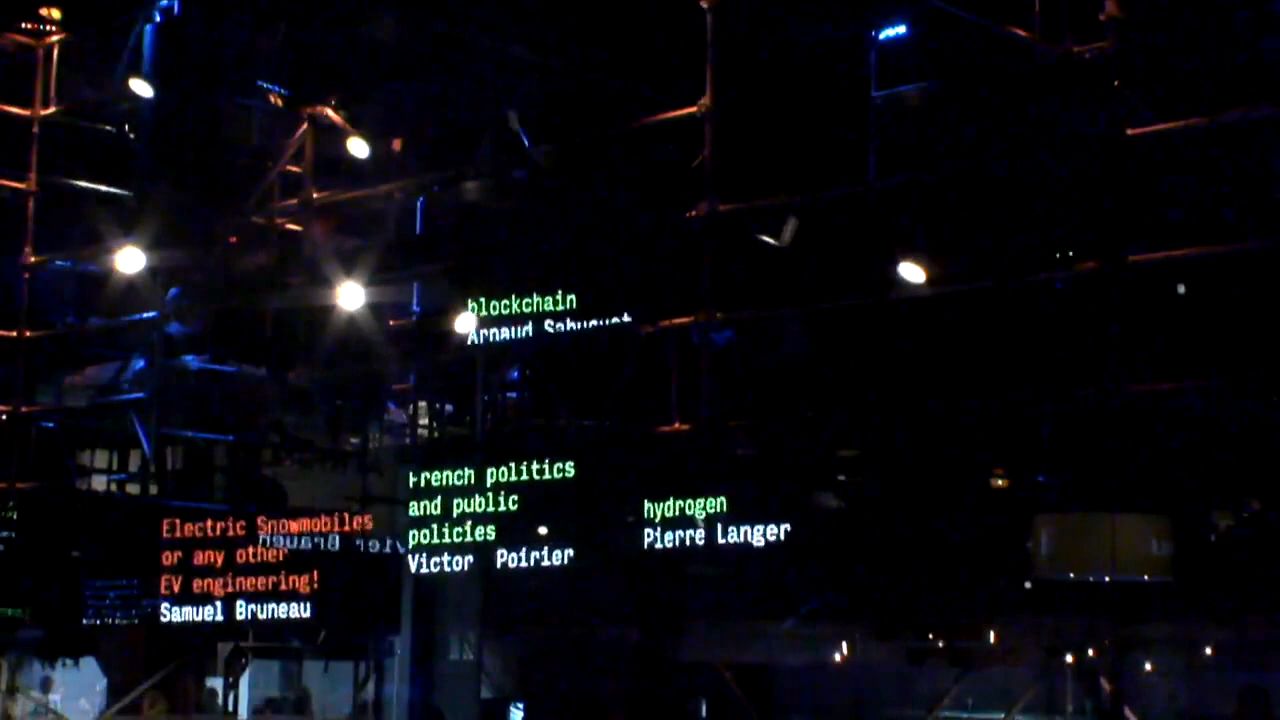 blockchain
Arnaud Sahuguet
French politics
and public
policies
Victor Poirier
hydrogen
Pierre Langer
Electric Snowmobiles
or any other
EV engineering!
Samuel Bruneau